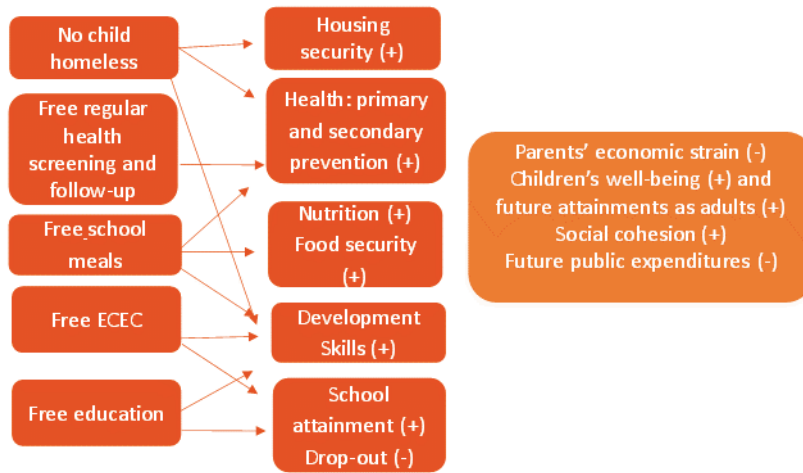 No child
homeless
Free regular
health
screening and
follow-up
Free school
meals
Free ECEC
Free education
Housing
security (+)
Health: primary
and secondary
prevention (+)
Nutrition (+)
Food security
(+)
Development
Skills (+)
School
attainment (+)
Drop-out (-)
Parents' economic strain (-)
Children's well-being (+) and
future attainments as adults (+)
Social cohesion (+)
Future public expenditures (-)